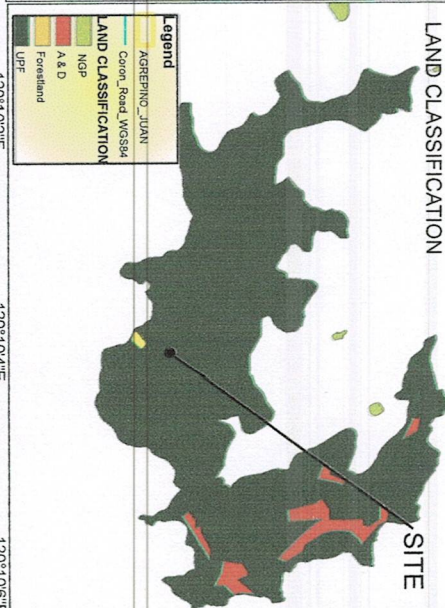 LAND CLASSIFICATION
SITE
Legend
AGREPINO_JUAN
Coron_Road_WGS84
LAND CLASSIFICATION
NGP
A & D
Forestland
UPF